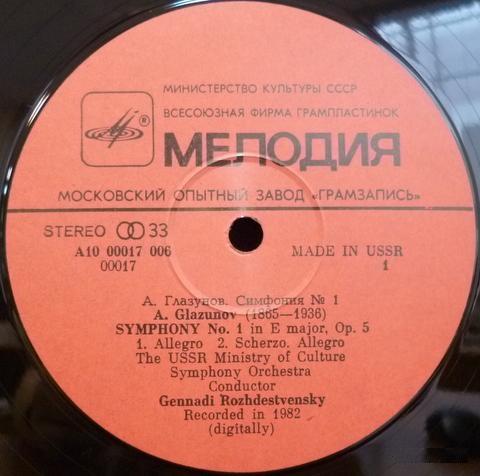 МИНИСТЕРСТВО КУЛЬТУРЫ СССР
ВСЕСОЮЗНАЯ ФИРМА ГРАМПЛАСТИНОК
®
МЕЛОДИЯ
МОСКОВСКИЙ ОПЫТНЫЙ ЗАВОД «ГРАМЗАПИСЬ»
STEREO 33
A10 00017 006
00017
MADE IN USSR
1
А. Глазунов. Симфония № 1
A. Glazunov (1865—1936)
SYMPHONY No. 1 in E major, Op. 5
1. Allegro 2. Scherzo. Allegro
The USSR Ministry of Culture
Symphony Orchestra
Conductor
Gennadi Rozhdestvensky
Recorded in 1982
(digitally)